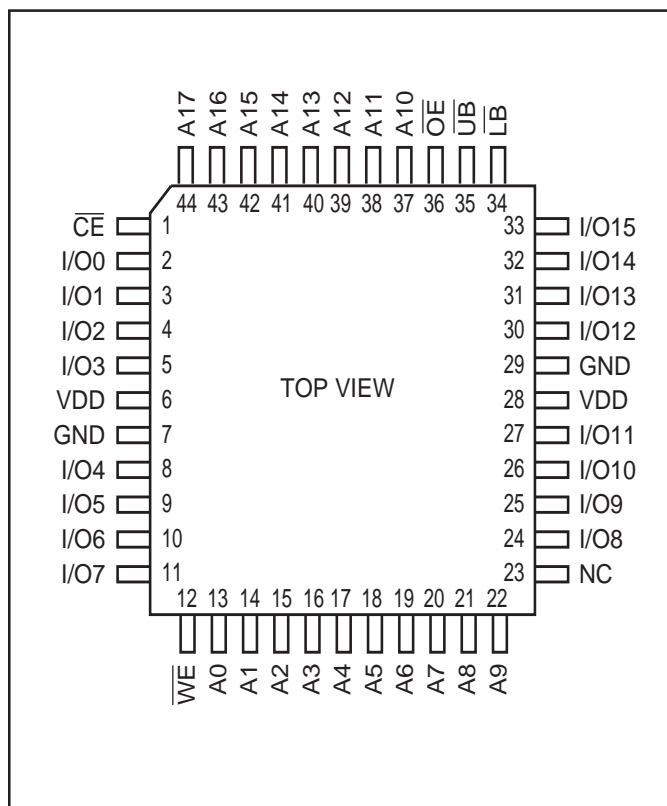 A17 A16 A15 A14 A13 A12 A11 A10 OE UB LB
44 43 42 41 40 39 38 37 36 35 34
CE 1 33 I/O15
I/O0 2 32 I/O14
I/O1 3 31 I/O13
I/O2 4 30 I/O12
I/O3 5 29 GND
TOP VIEW
VDD 6 28 VDD
GND 7 27 I/O11
I/O4 8 26 I/O10
I/O5 9 25 I/O9
I/O6 10 24 I/O8
I/O7 11 23 NC
12 13 14 15 16 17 18 19 20 21 22
WE A0 A1 A2 A3 A4 A5 A6 A7 A8 A9